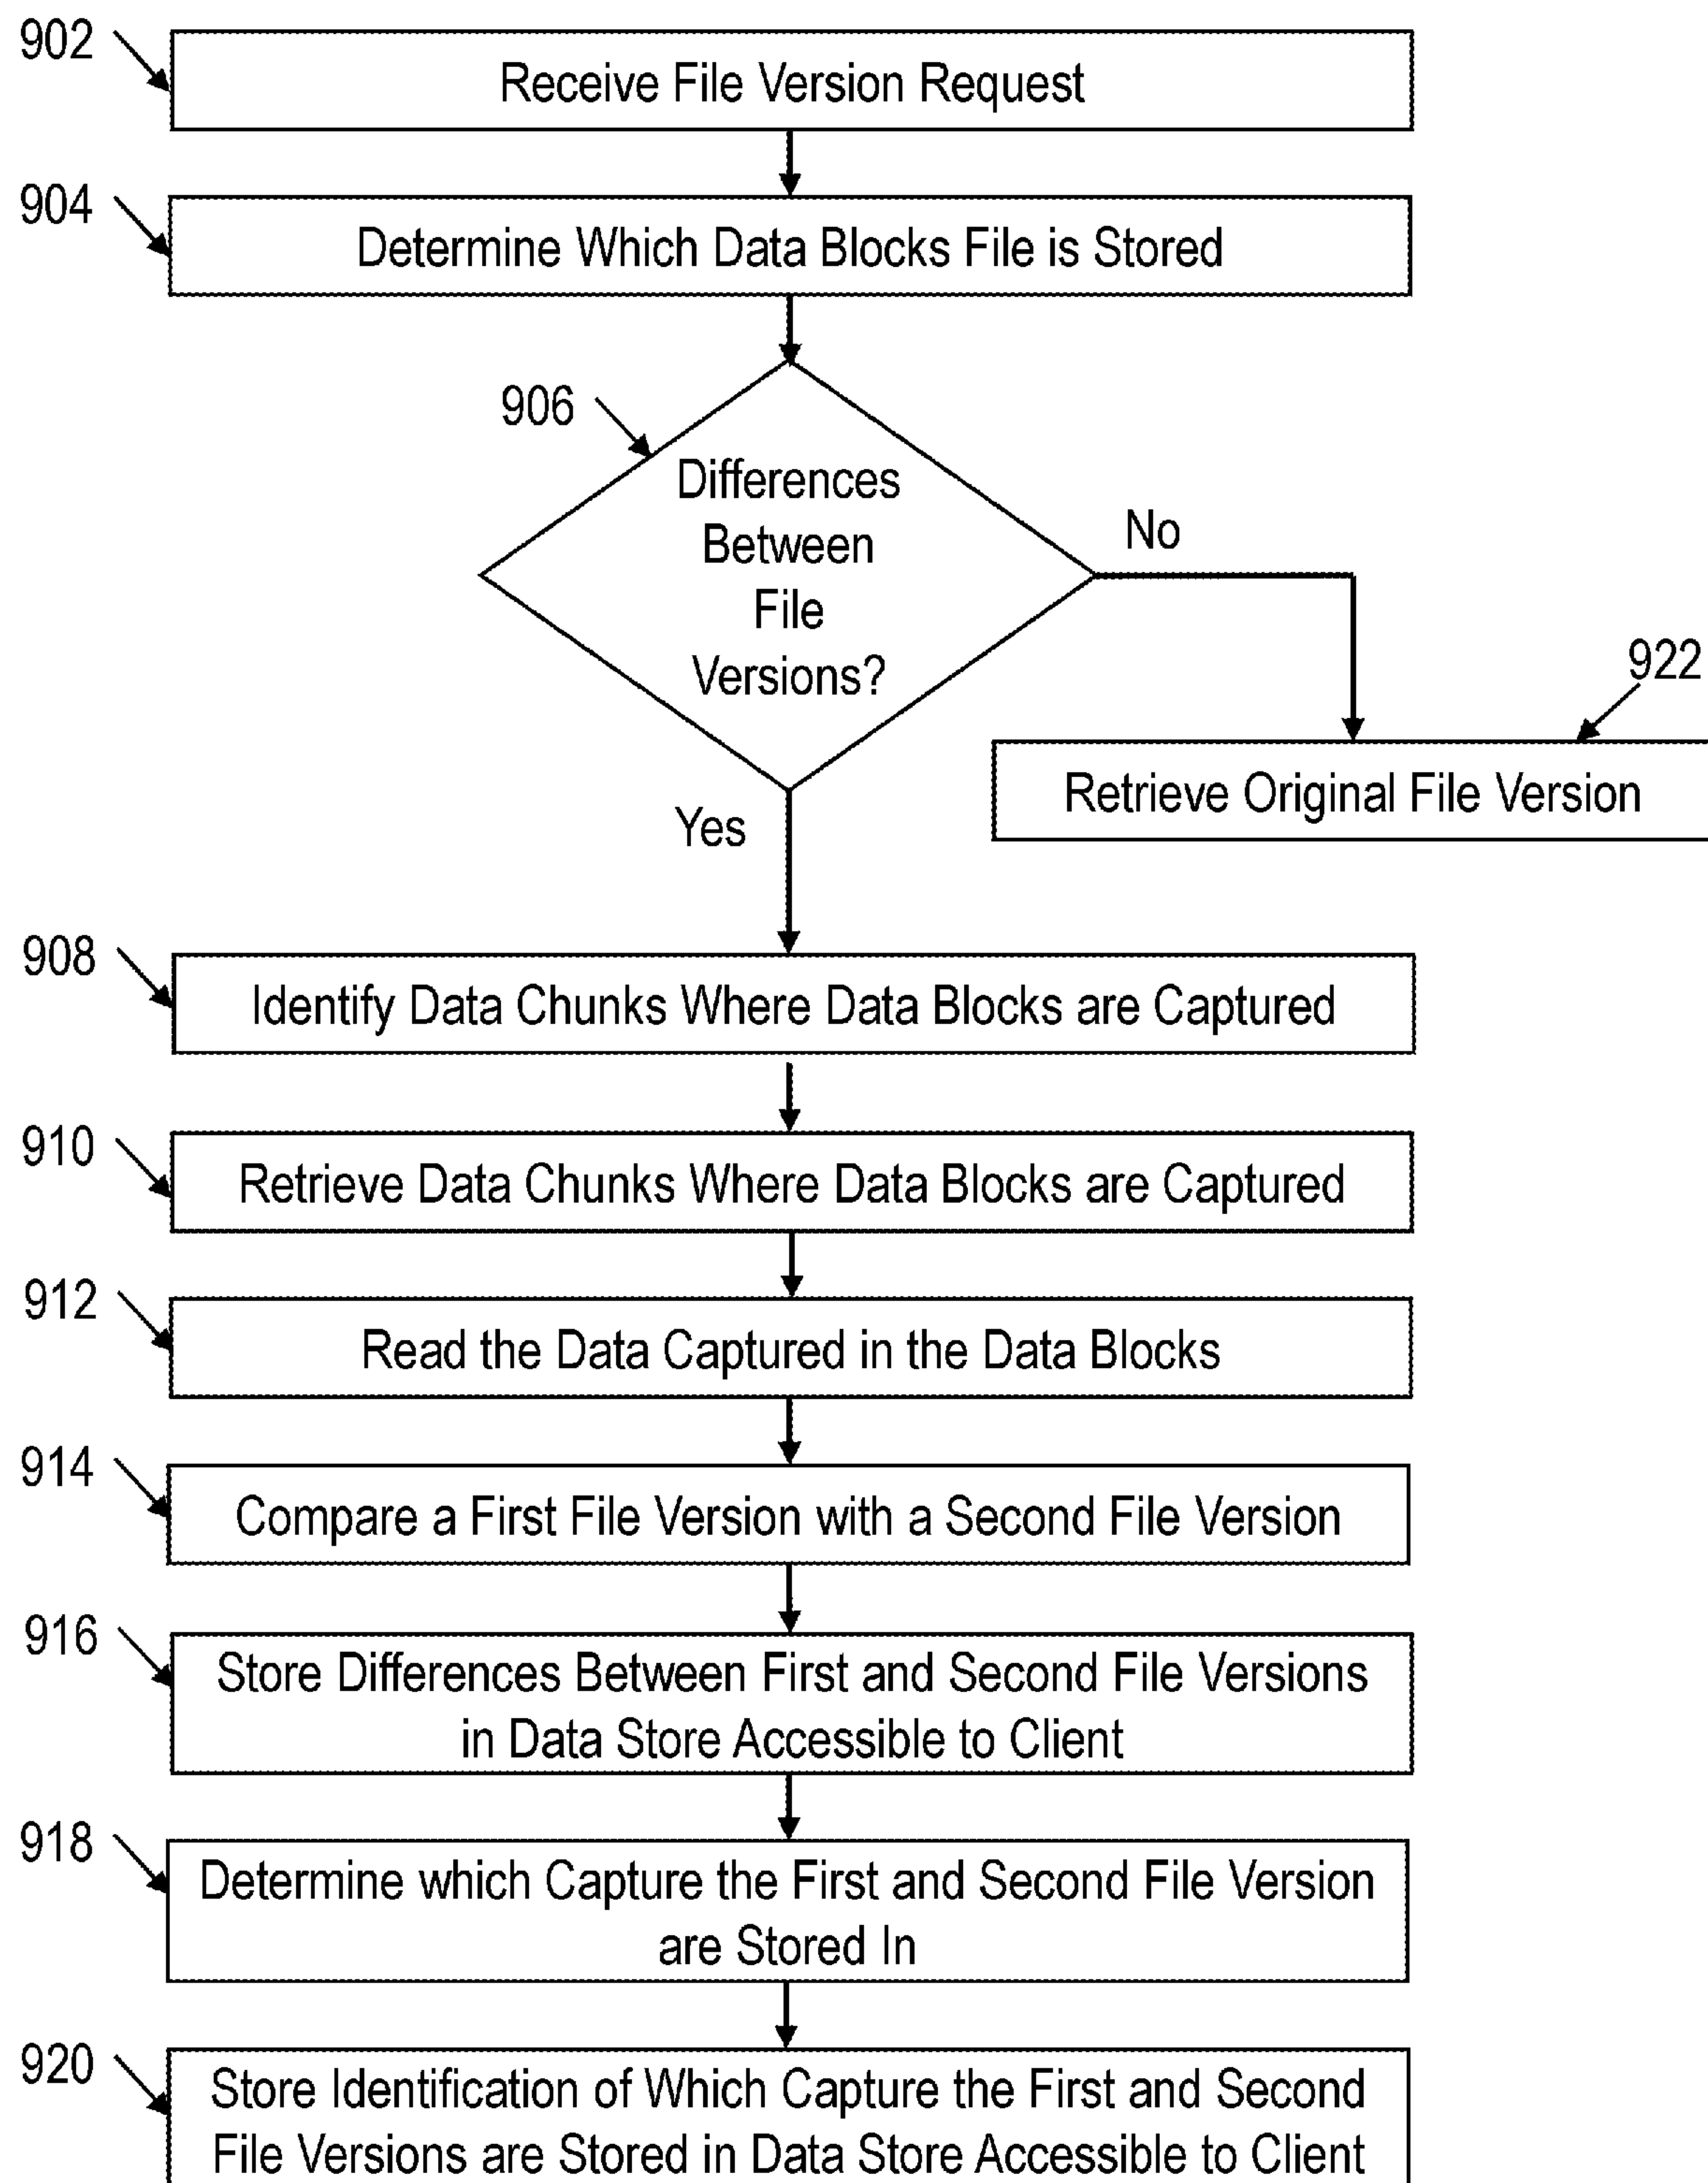 902
Receive File Version Request
904
Determine Which Data Blocks File is Stored
906
Differences
Between
File
Versions?
No
922
Retrieve Original File Version
Yes
908
Identify Data Chunks Where Data Blocks are Captured
910
Retrieve Data Chunks Where Data Blocks are Captured
912
Read the Data Captured in the Data Blocks
914
Compare a First File Version with a Second File Version
916
Store Differences Between First and Second File Versions
in Data Store Accessible to Client
918
Determine which Capture the First and Second File Version
are Stored In
920
Store Identification of Which Capture the First and Second
File Versions are Stored in Data Store Accessible to Client